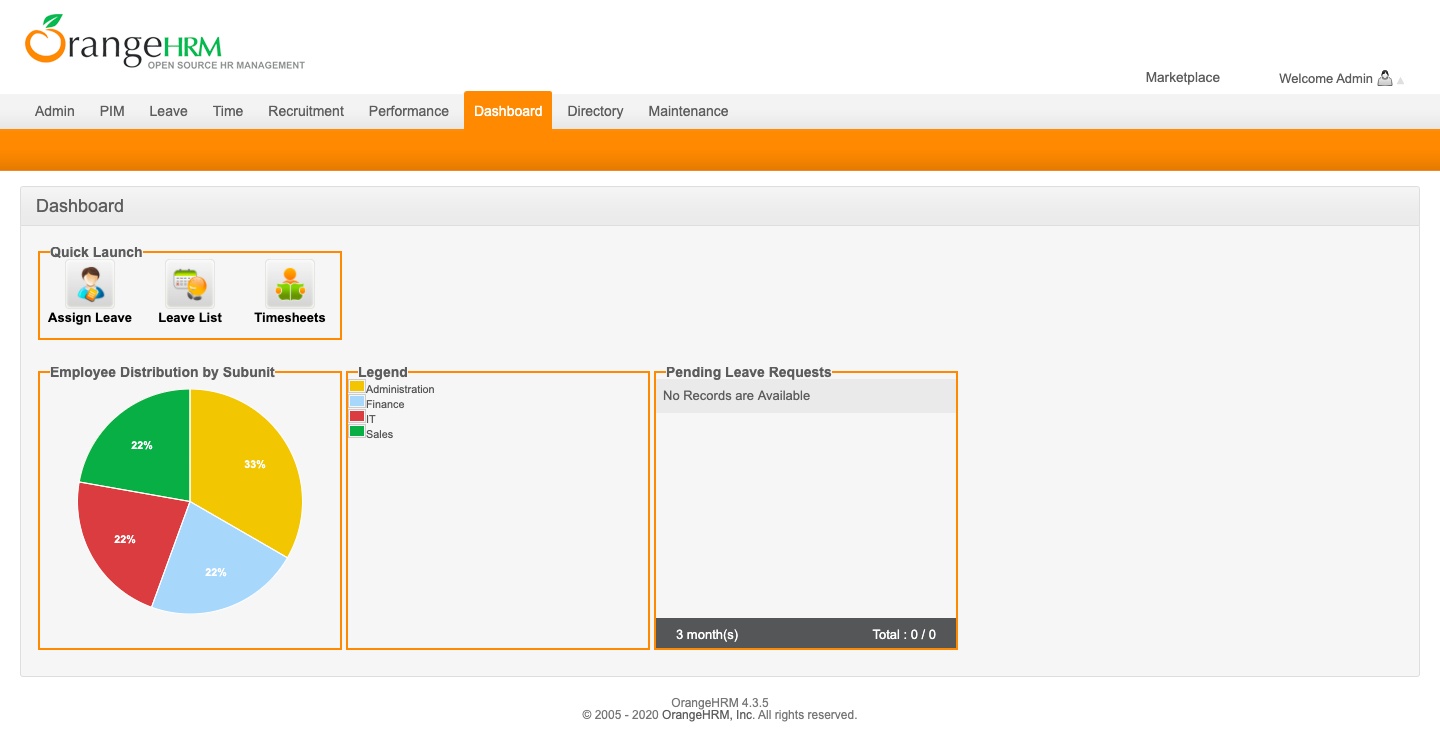 OrangeHRM
OPEN SOURCE HR MANAGEMENT
Marketplace
Welcome Admin
Admin PIM Leave Time Recruitment Performance Dashboard Directory Maintenance
Dashboard
Quick Launch
Assign Leave Leave List Timesheets
Employee Distribution by Subunit
22%
33%
22%
22%
Legend
Administration
Finance
IT
Sales
Pending Leave Requests
No Records are Available
3 month(s) Total : 0 / 0
OrangeHRM 4.3.5
© 2005 - 2020 OrangeHRM, Inc. All rights reserved.